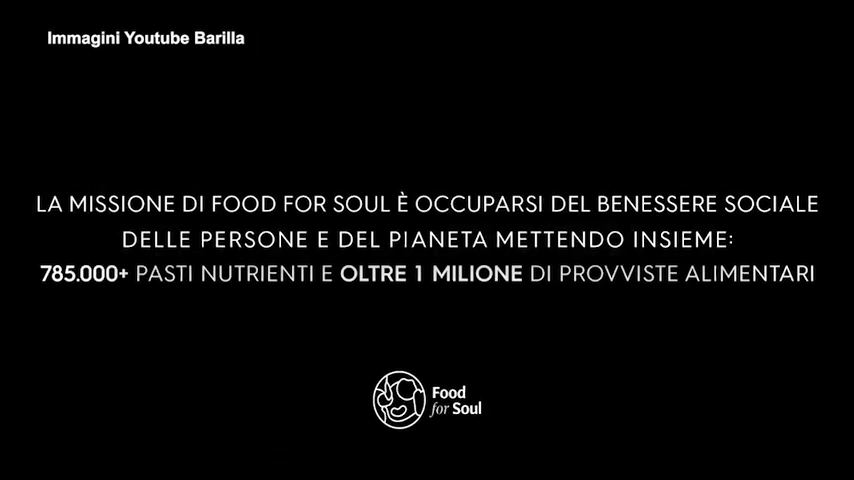 Immagini Youtube Barilla
LA MISSIONE DI FOOD FOR SOUL È OCCUPARSI DEL BENESSERE SOCIALE
DELLE PERSONE E DEL PIANETA METTENDO INSIEME:
785.000+ PASTI NUTRIENTI E OLTRE 1 MILIONE DI PROVVISTE ALIMENTARI
Food
for Soul